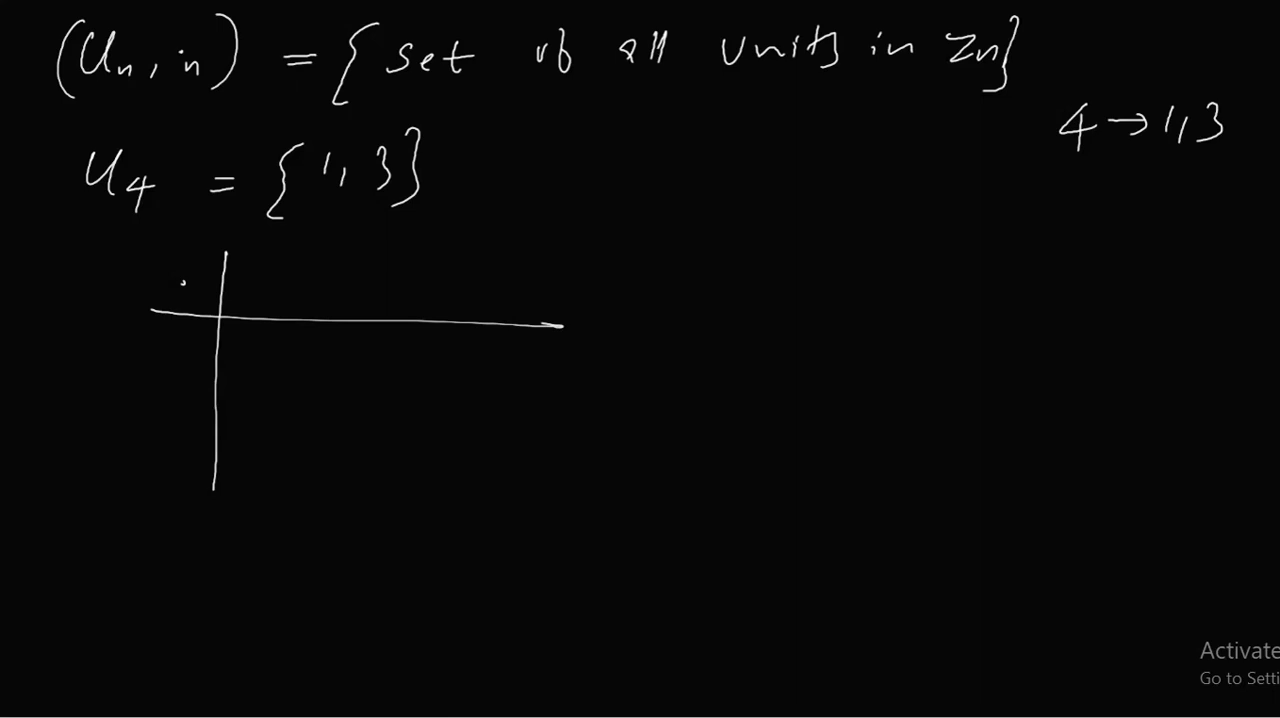 (Un, ·n) = {set of all units in Zn}
4 → 1,3
U4 = {1, 3}
·
Activate
Go to Setti